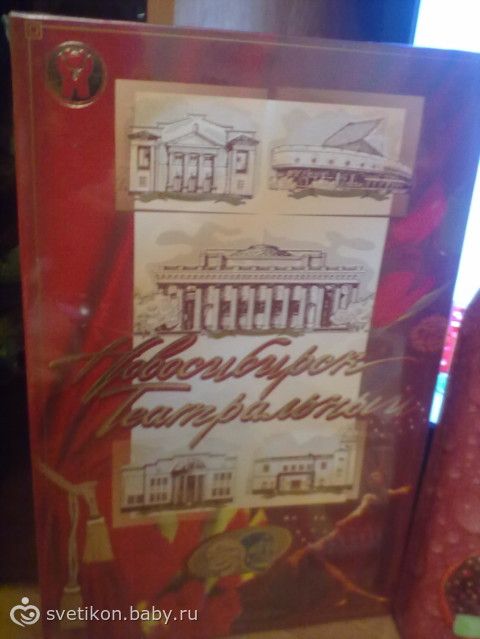 Новосибирск
Театральный
svetikon.baby.ru